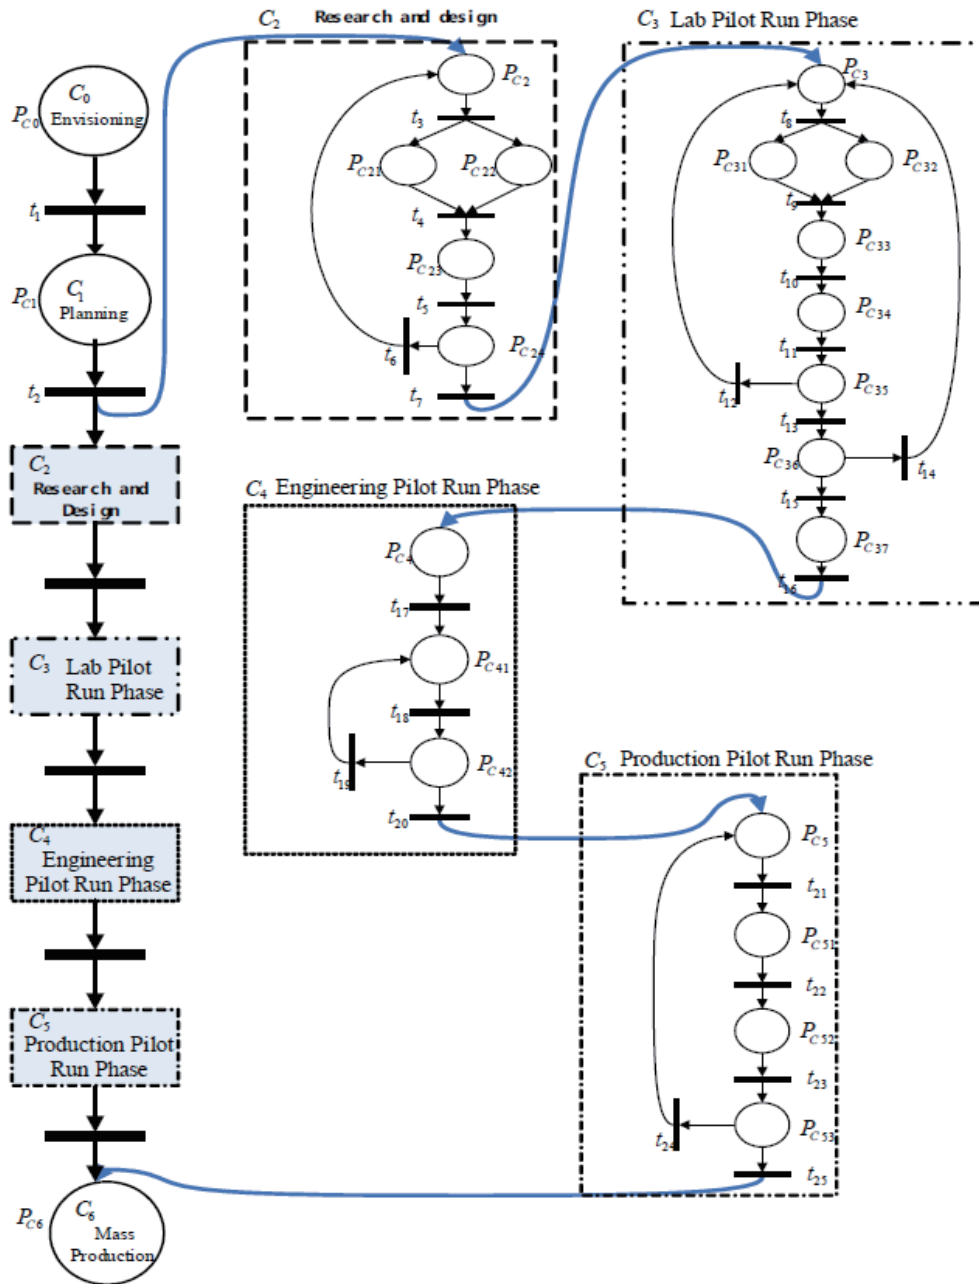 C0
Envisioning
PC0
t1
C1
Planning
PC1
t2
C2
Research and
Design
C3 Lab Pilot
Run Phase
C4
Engineering
Pilot Run Phase
C5
Production Pilot
Run Phase
C6
Mass
Production
PC6
C2 Research and design
PC2
t3
PC21 PC22
t4
PC23
t5
PC24
t6
t7
C3 Lab Pilot Run Phase
PC3
t8
PC31 PC32
t9
PC33
t10
PC34
t11
PC35
t12
t13
PC36
t14
t15
PC37
t16
C4 Engineering Pilot Run Phase
PC4
t17
PC41
t18
PC42
t19
t20
C5 Production Pilot Run Phase
PC5
t21
PC51
t22
PC52
t23
PC53
t24
t25